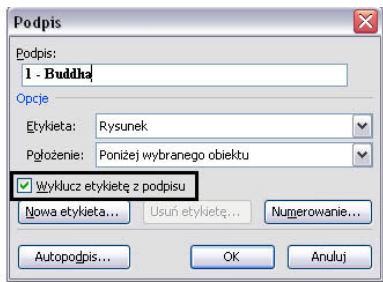 Podpis
Podpis:
1 - Buddha
Opcje
Etykieta: Rysunek
Położenie: Poniżej wybranego obiektu
Wyklucz etykietę z podpisu
Nowa etykieta... Usuń etykietę... Numerowanie...
Autopodpis... OK Anuluj